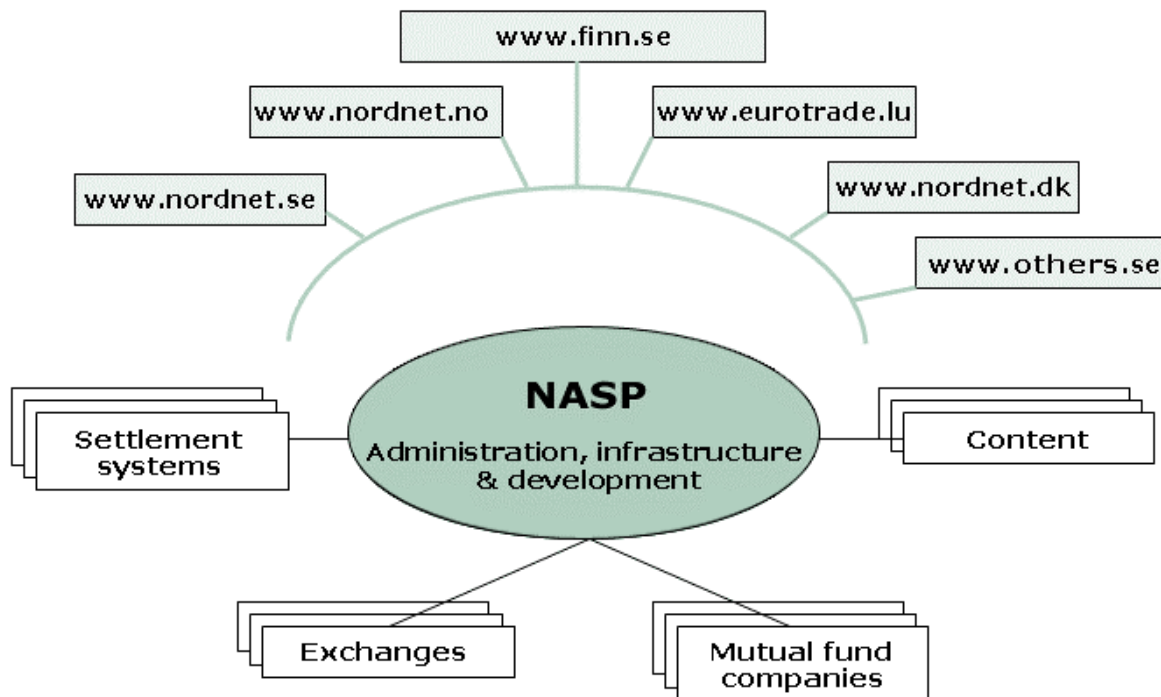 www.finn.se
www.nordnet.no
www.eurotrade.lu
www.nordnet.se
www.nordnet.dk
www.others.se
NASP
Administration, infrastructure
& development
Settlement
systems
Content
Exchanges
Mutual fund
companies